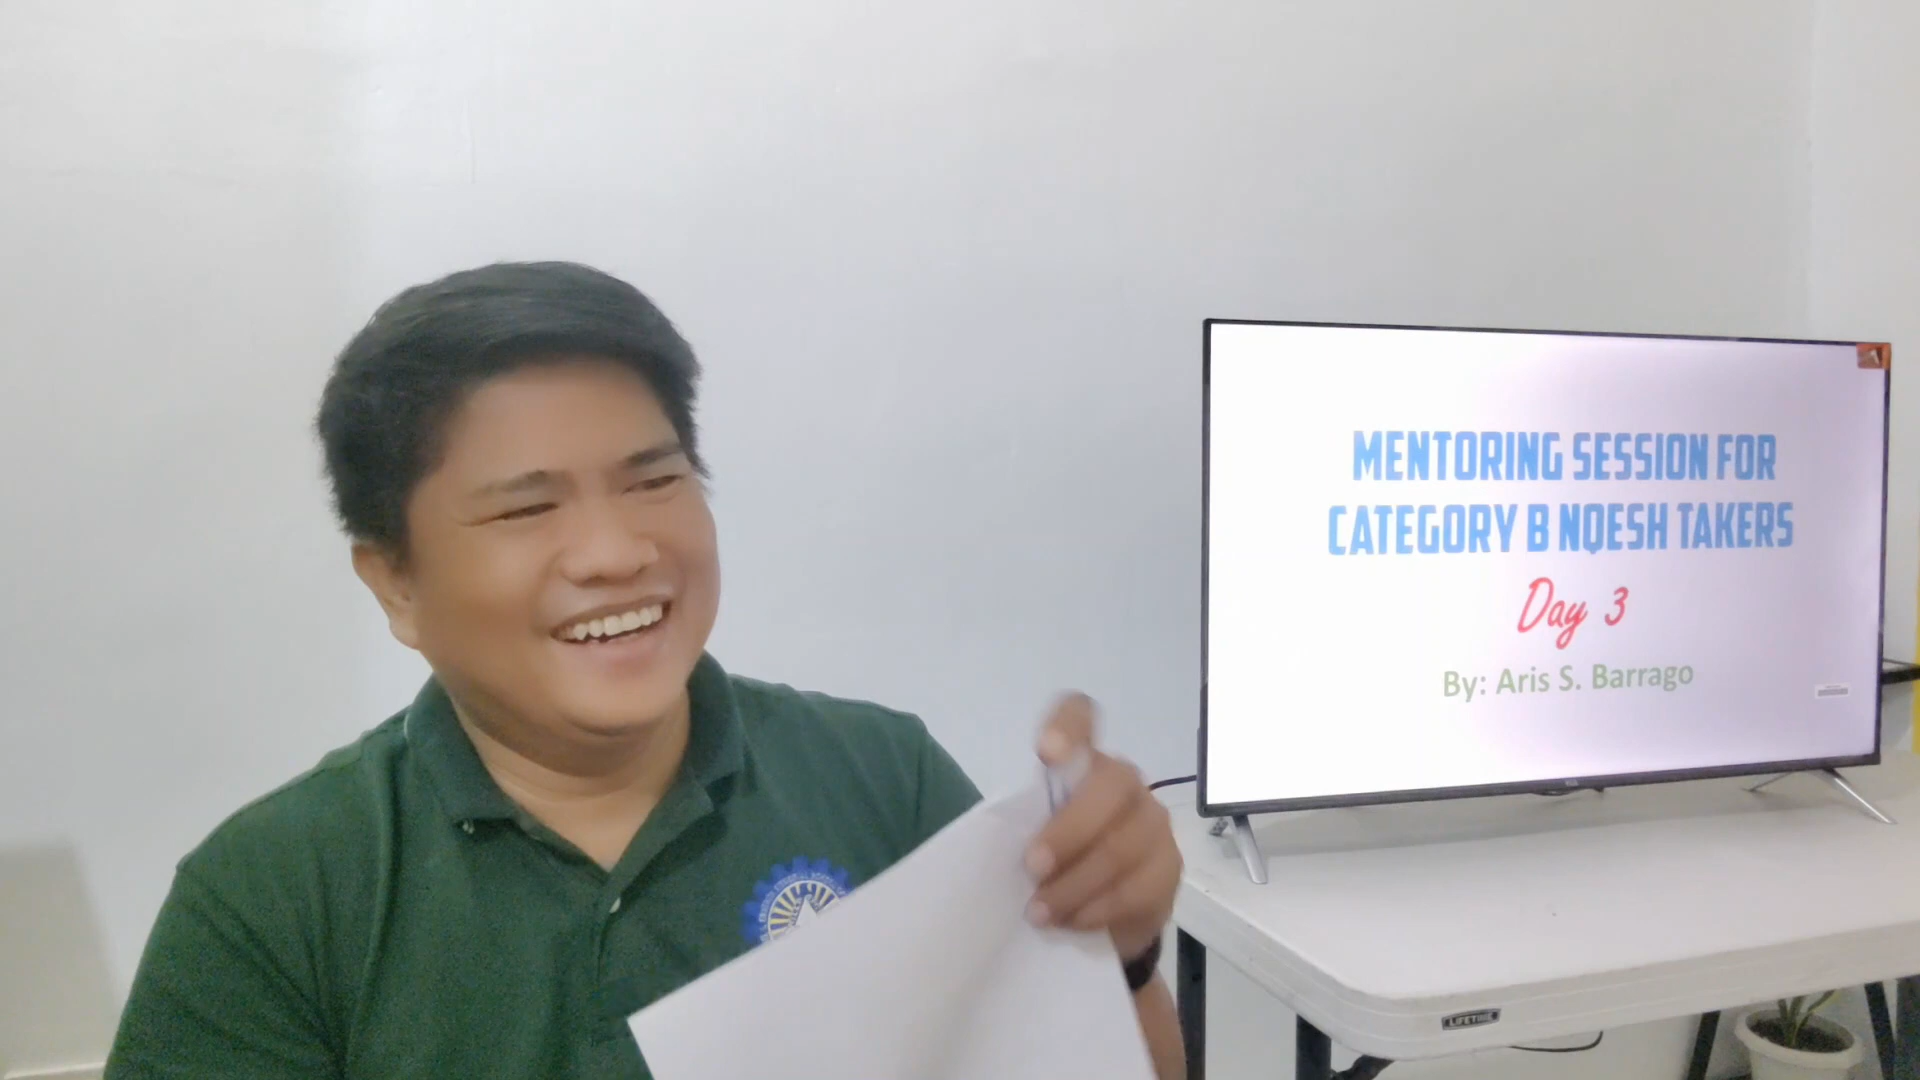 MENTORING SESSION FOR
CATEGORY B NQESH TAKERS
Day 3
By: Aris S. Barrago
LIFETIME